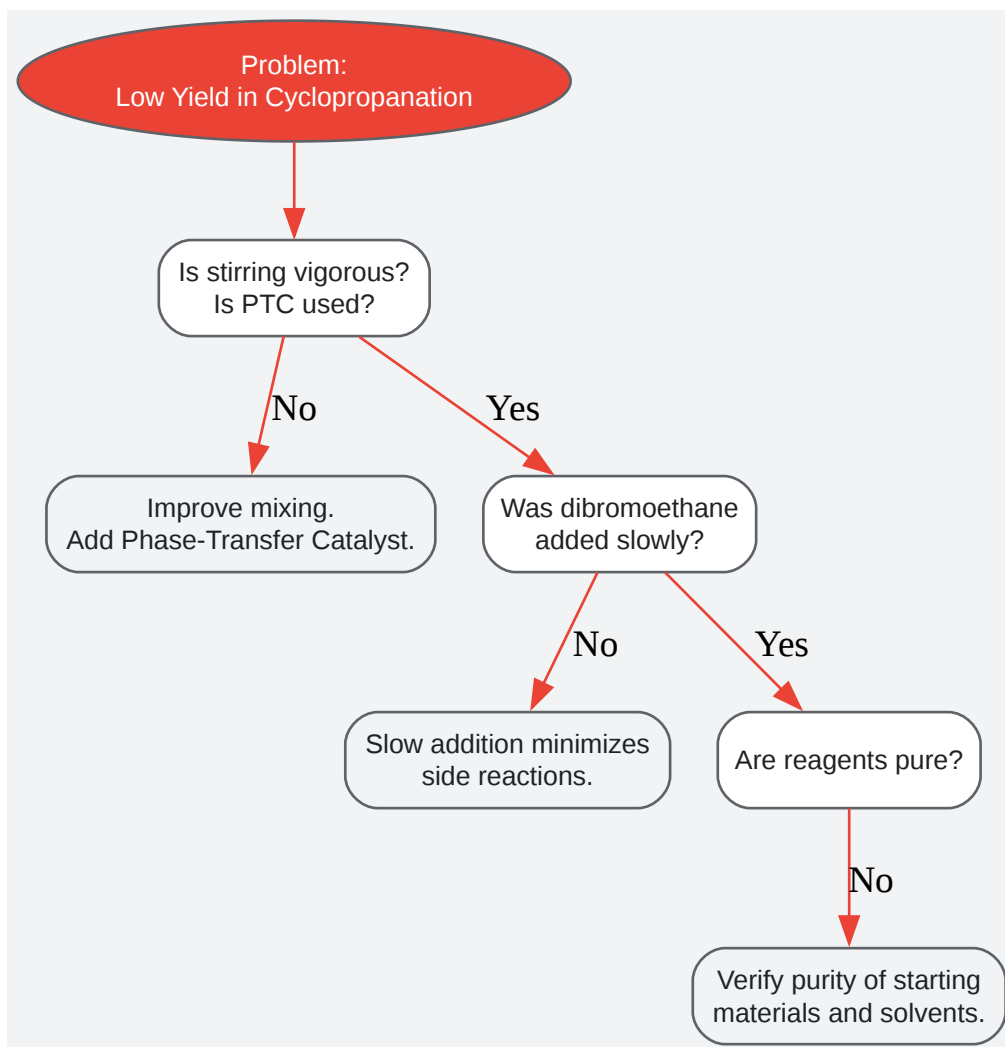 Problem:
Low Yield in Cyclopropanation
Is stirring vigorous?
Is PTC used?
No
Yes
Improve mixing.
Add Phase-Transfer Catalyst.
Was dibromoethane
added slowly?
No
Yes
Slow addition minimizes
side reactions.
Are reagents pure?
No
Verify purity of starting
materials and solvents.